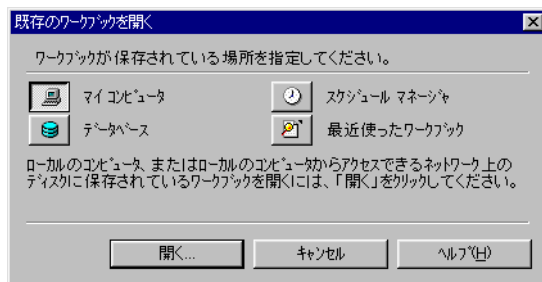 既存のワークブックを開く
ワークブックが保存されている場所を指定してください。
マイ コンピュータ
スケジュール マネージャ
データベース
最近使ったワークブック
ローカルのコンピュータ、またはローカルのコンピュータからアクセスできるネットワーク上の
ディスクに保存されているワークブックを開くには、「開く」をクリックしてください。
開く...
キャンセル
ヘルプ(H)